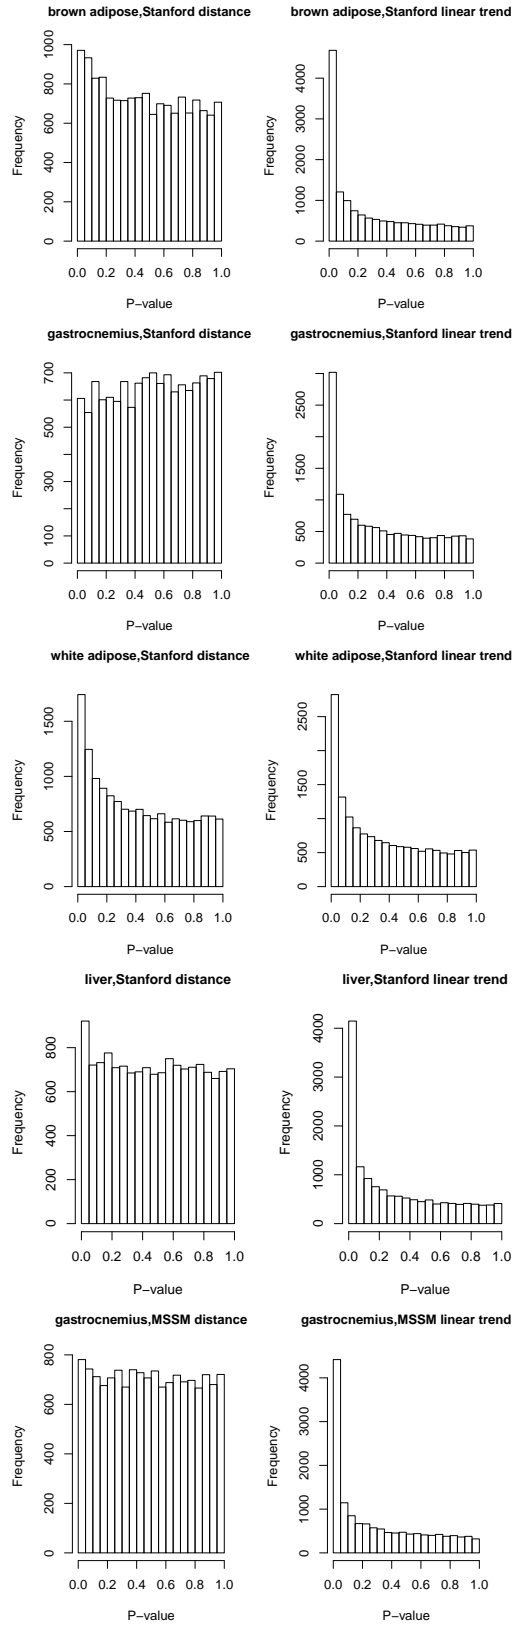 brown adipose,Stanford distance
Frequency
0 200 400 600 800 1000
0.0 0.2 0.4 0.6 0.8 1.0
P−value
brown adipose,Stanford linear trend
Frequency
0 1000 2000 3000 4000
0.0 0.2 0.4 0.6 0.8 1.0
P−value
gastrocnemius,Stanford distance
Frequency
0 100 300 500 700
0.0 0.2 0.4 0.6 0.8 1.0
P−value
gastrocnemius,Stanford linear trend
Frequency
0 500 1500 2500
0.0 0.2 0.4 0.6 0.8 1.0
P−value
white adipose,Stanford distance
Frequency
0 500 1000 1500
0.0 0.2 0.4 0.6 0.8 1.0
P−value
white adipose,Stanford linear trend
Frequency
0 500 1500 2500
0.0 0.2 0.4 0.6 0.8 1.0
P−value
liver,Stanford distance
Frequency
0 200 400 600 800
0.0 0.2 0.4 0.6 0.8 1.0
P−value
liver,Stanford linear trend
Frequency
0 1000 2000 3000 4000
0.0 0.2 0.4 0.6 0.8 1.0
P−value
gastrocnemius,MSSM distance
Frequency
0 200 400 600 800
0.0 0.2 0.4 0.6 0.8 1.0
P−value
gastrocnemius,MSSM linear trend
Frequency
0 1000 2000 3000 4000
0.0 0.2 0.4 0.6 0.8 1.0
P−value